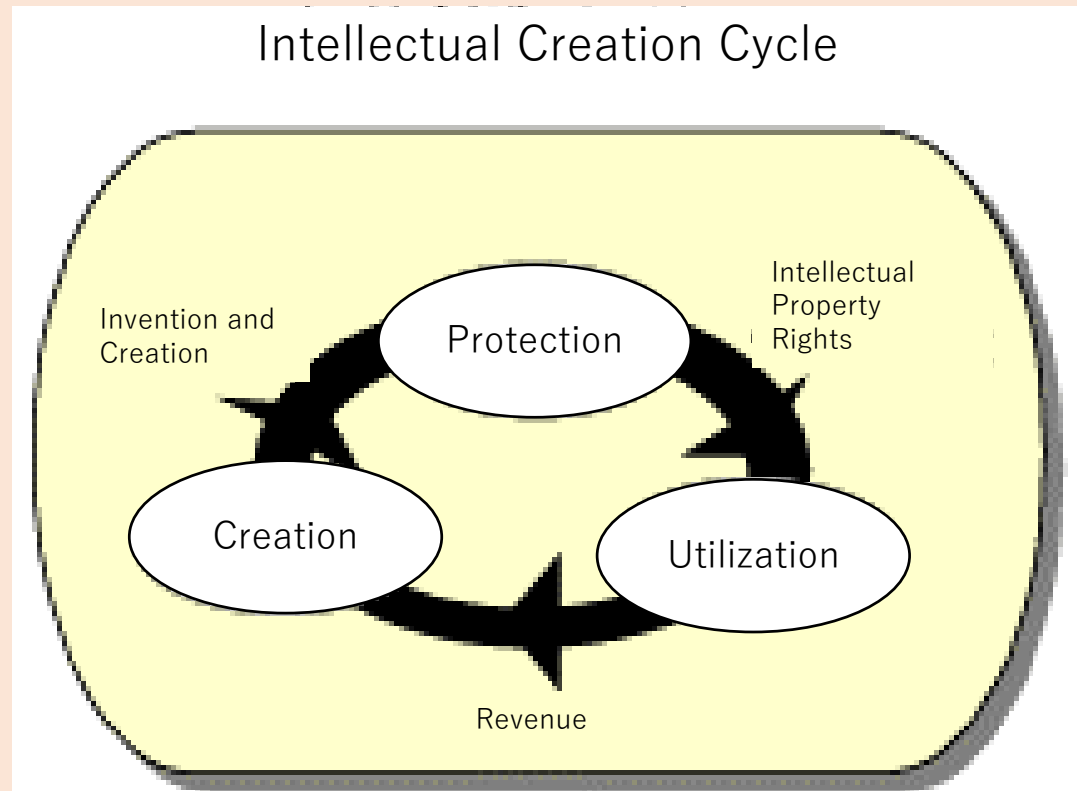 Intellectual Creation Cycle
Invention and
Creation
Protection
Intellectual
Property
Rights
Creation
Utilization
Revenue